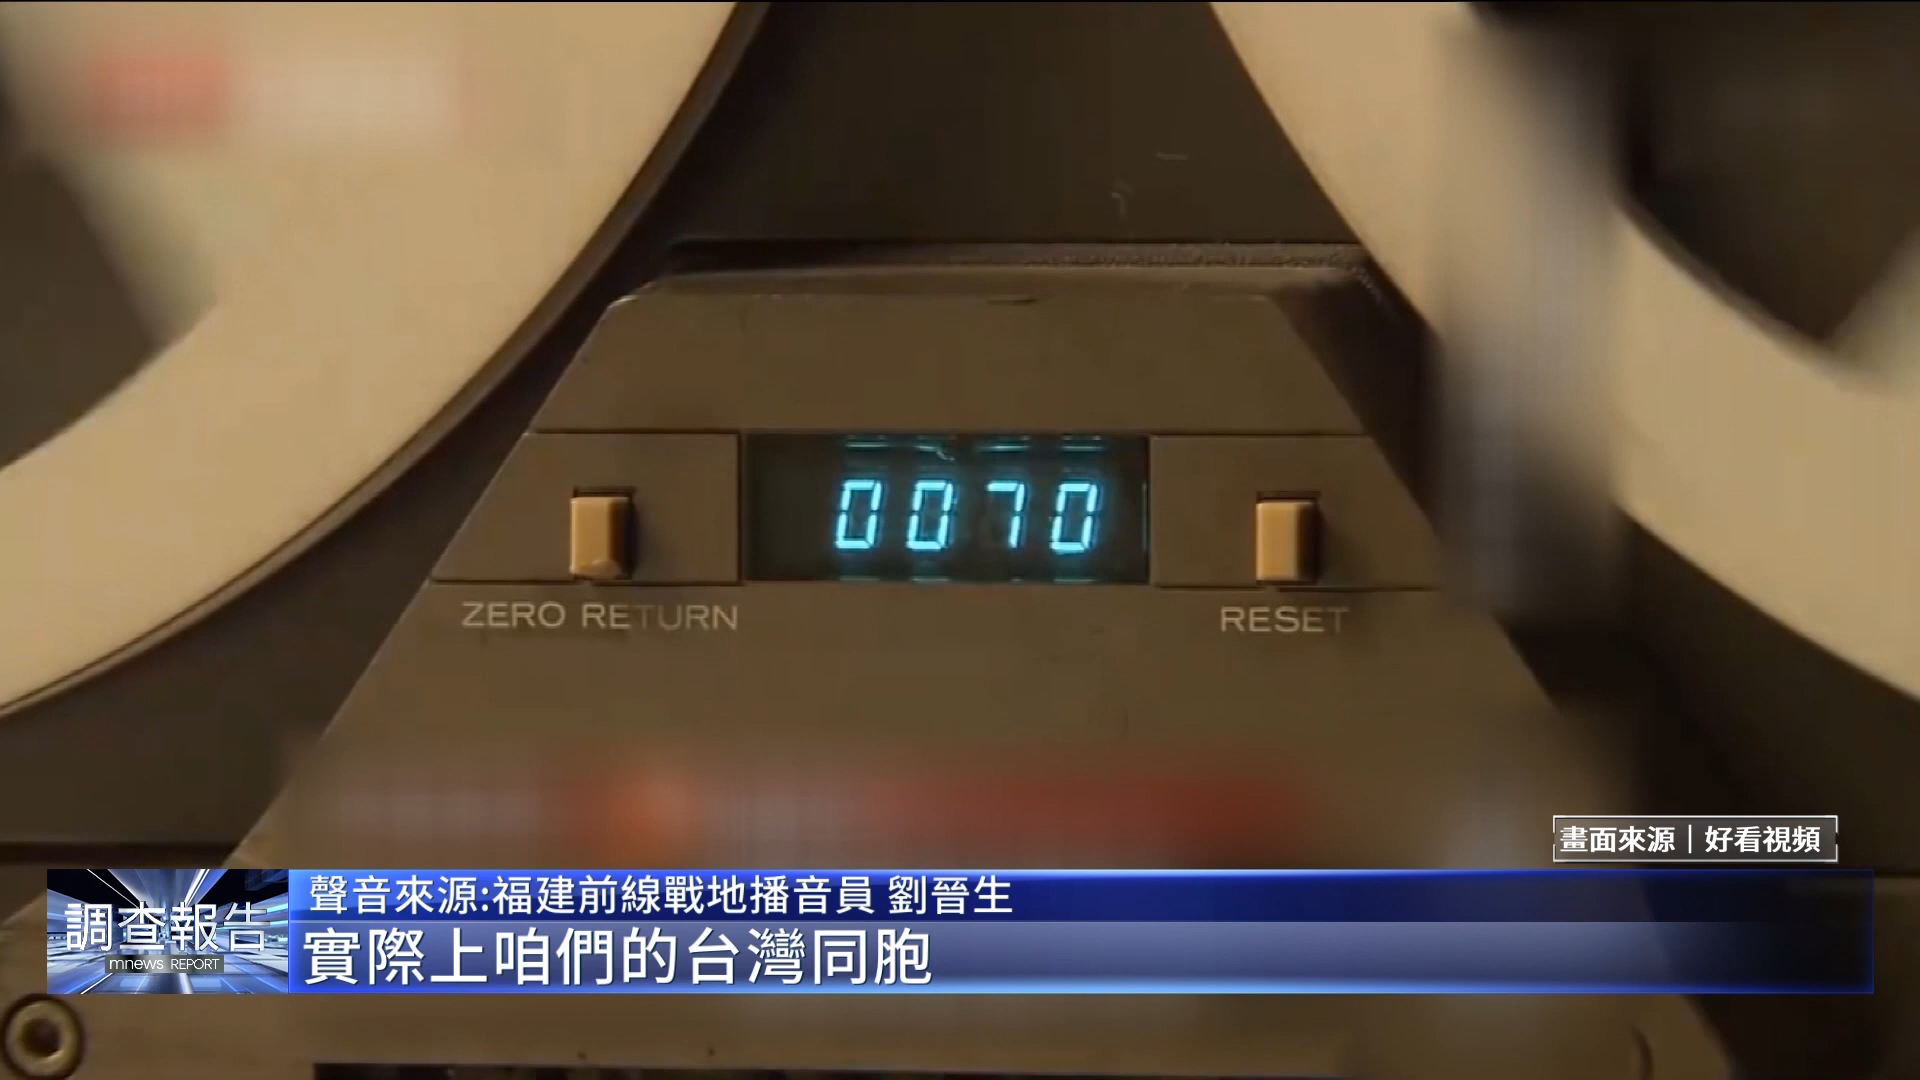 0070
ZERO RETURN
RESET
畫面來源｜好看視頻
聲音來源:福建前線戰地播音員 劉晉生
調查報告
mnews REPORT
實際上咱們的台灣同胞